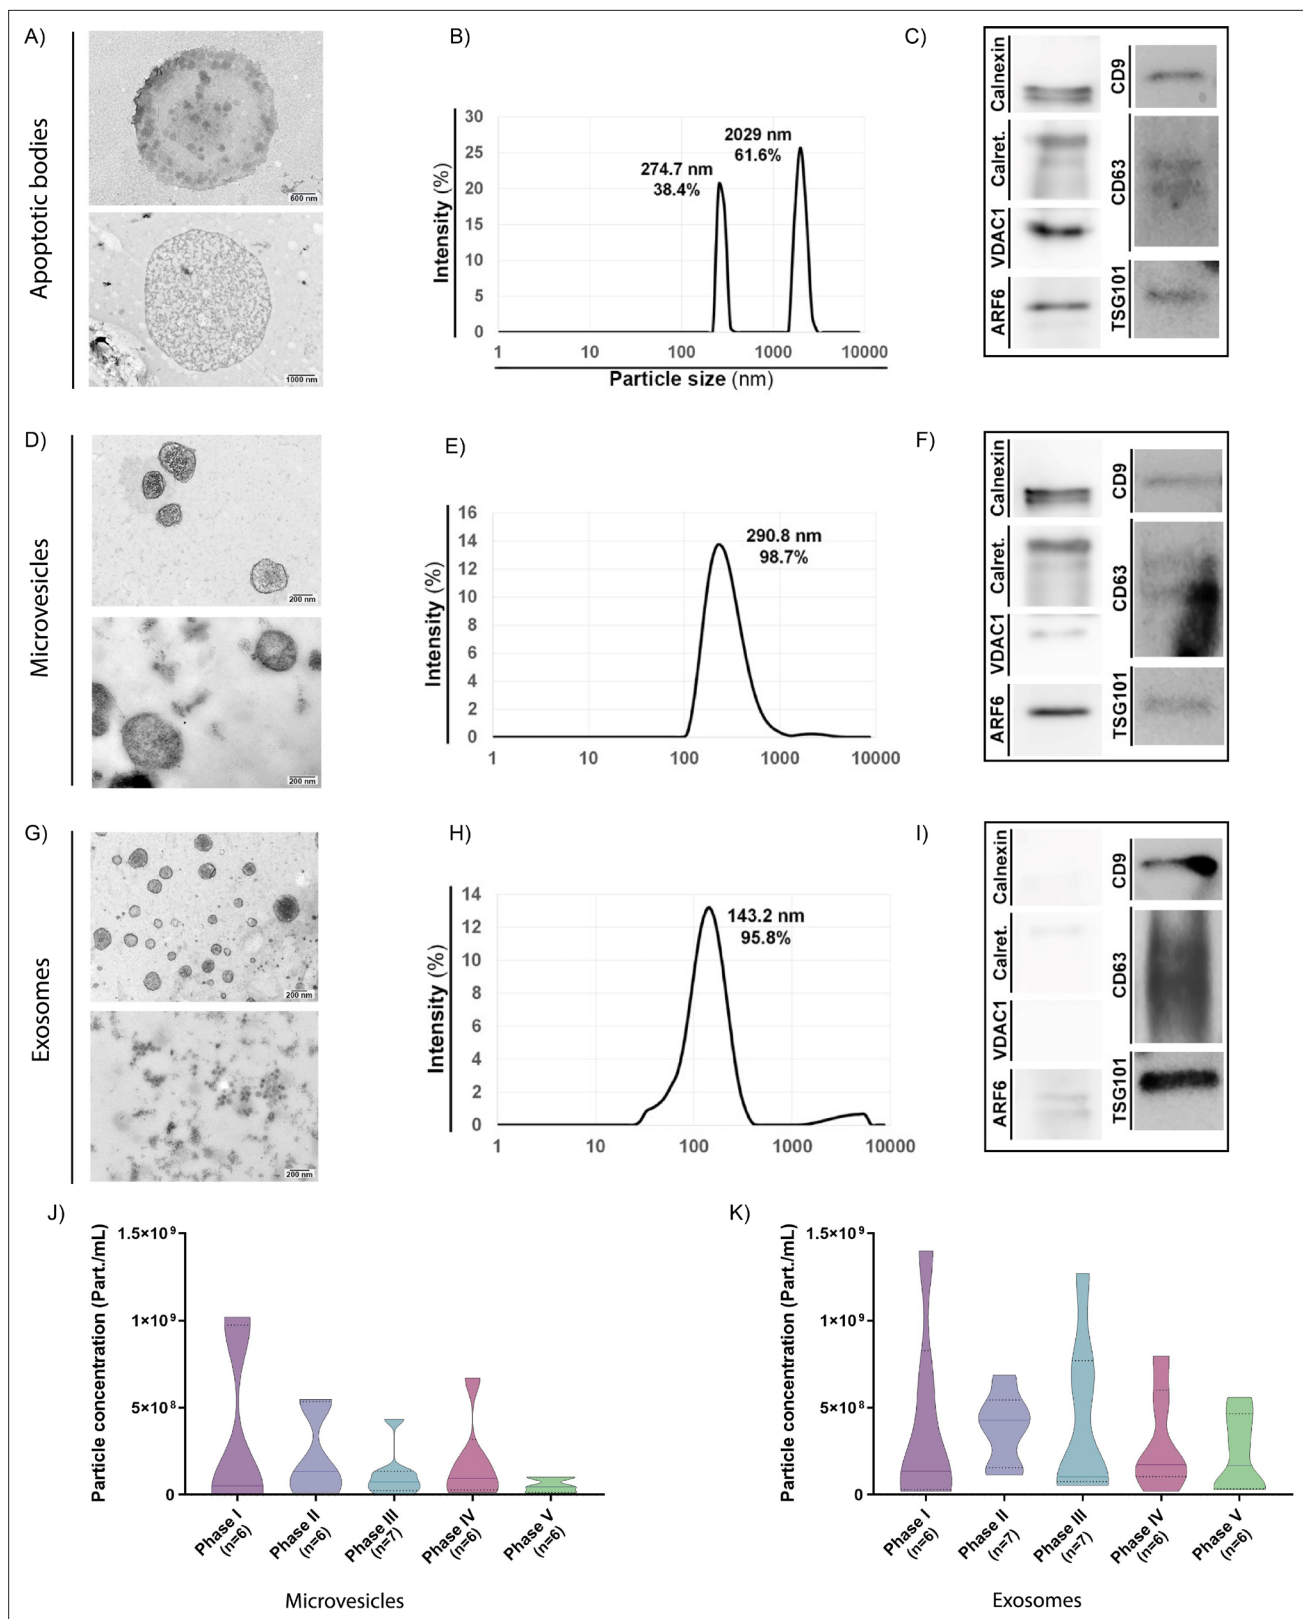 A)
Apoptotic bodies
600 nm
1000 nm
B)
Intensity (%)
30
25
20
15
10
5
0
274.7 nm
38.4%
2029 nm
61.6%
1
10
100
1000
10000
Particle size (nm)
C)
Calnexin
Calret.
VDAC1
ARF6
CD9
CD63
TSG101
D)
Microvesicles
200 nm
200 nm
E)
Intensity (%)
16
14
12
10
8
6
4
2
0
290.8 nm
98.7%
1
10
100
1000
10000
F)
Calnexin
Calret.
VDAC1
ARF6
CD9
CD63
TSG101
G)
Exosomes
200 nm
200 nm
H)
Intensity (%)
14
12
10
8
6
4
2
0
143.2 nm
95.8%
1
10
100
1000
10000
I)
Calnexin
Calret.
VDAC1
ARF6
CD9
CD63
TSG101
J)
Particle concentration (Part./mL)
1.5×10⁹
1×10⁹
5×10⁸
0
Phase I
(n=6)
Phase II
(n=6)
Phase III
(n=7)
Phase IV
(n=6)
Phase V
(n=6)
Microvesicles
K)
Particle concentration (Part./mL)
1.5×10⁹
1×10⁹
5×10⁸
0
Phase I
(n=6)
Phase II
(n=7)
Phase III
(n=7)
Phase IV
(n=6)
Phase V
(n=6)
Exosomes